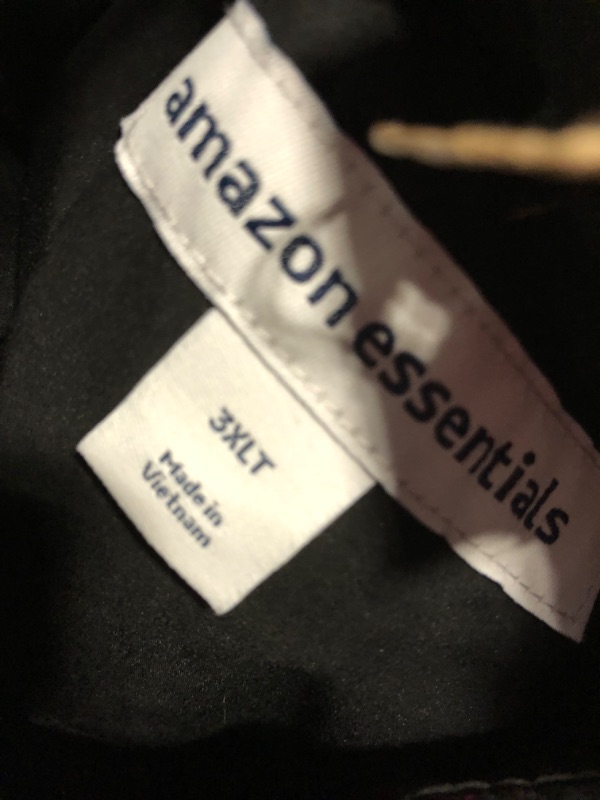 amazon essentials
3XLT
Made in
Vietnam